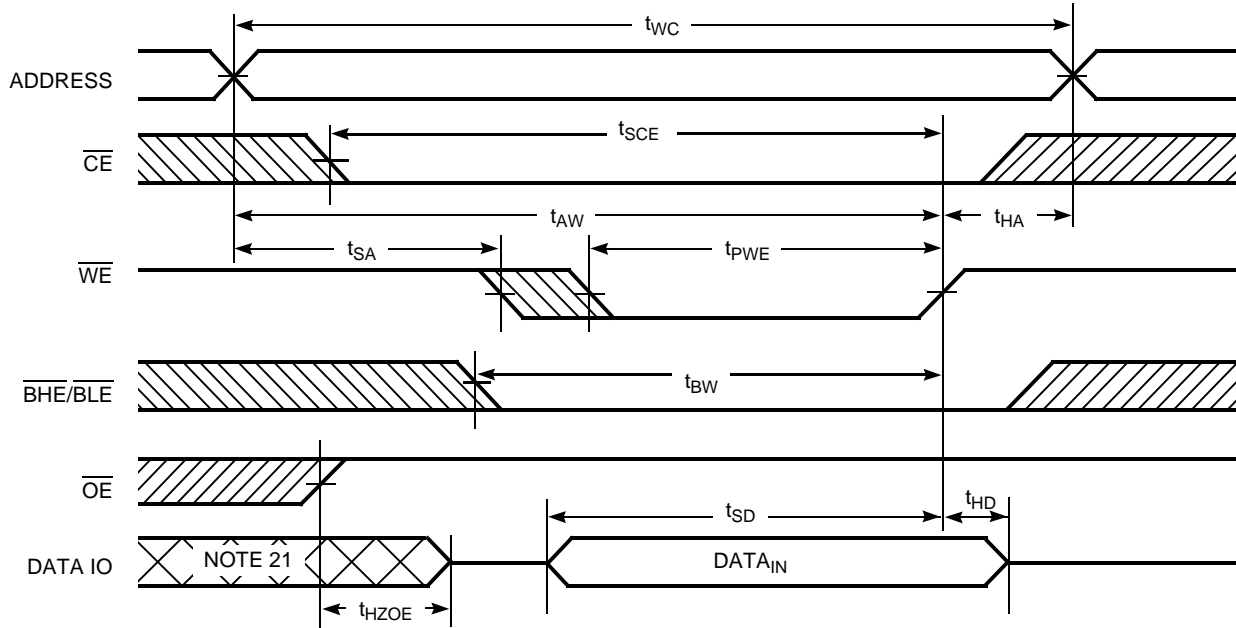 tWC
ADDRESS
tSCE
CE
tAW
tHA
tSA
tPWE
WE
BHE/BLE
tBW
OE
tSD
tHD
DATA IO
NOTE 21
DATAIN
tHZOE